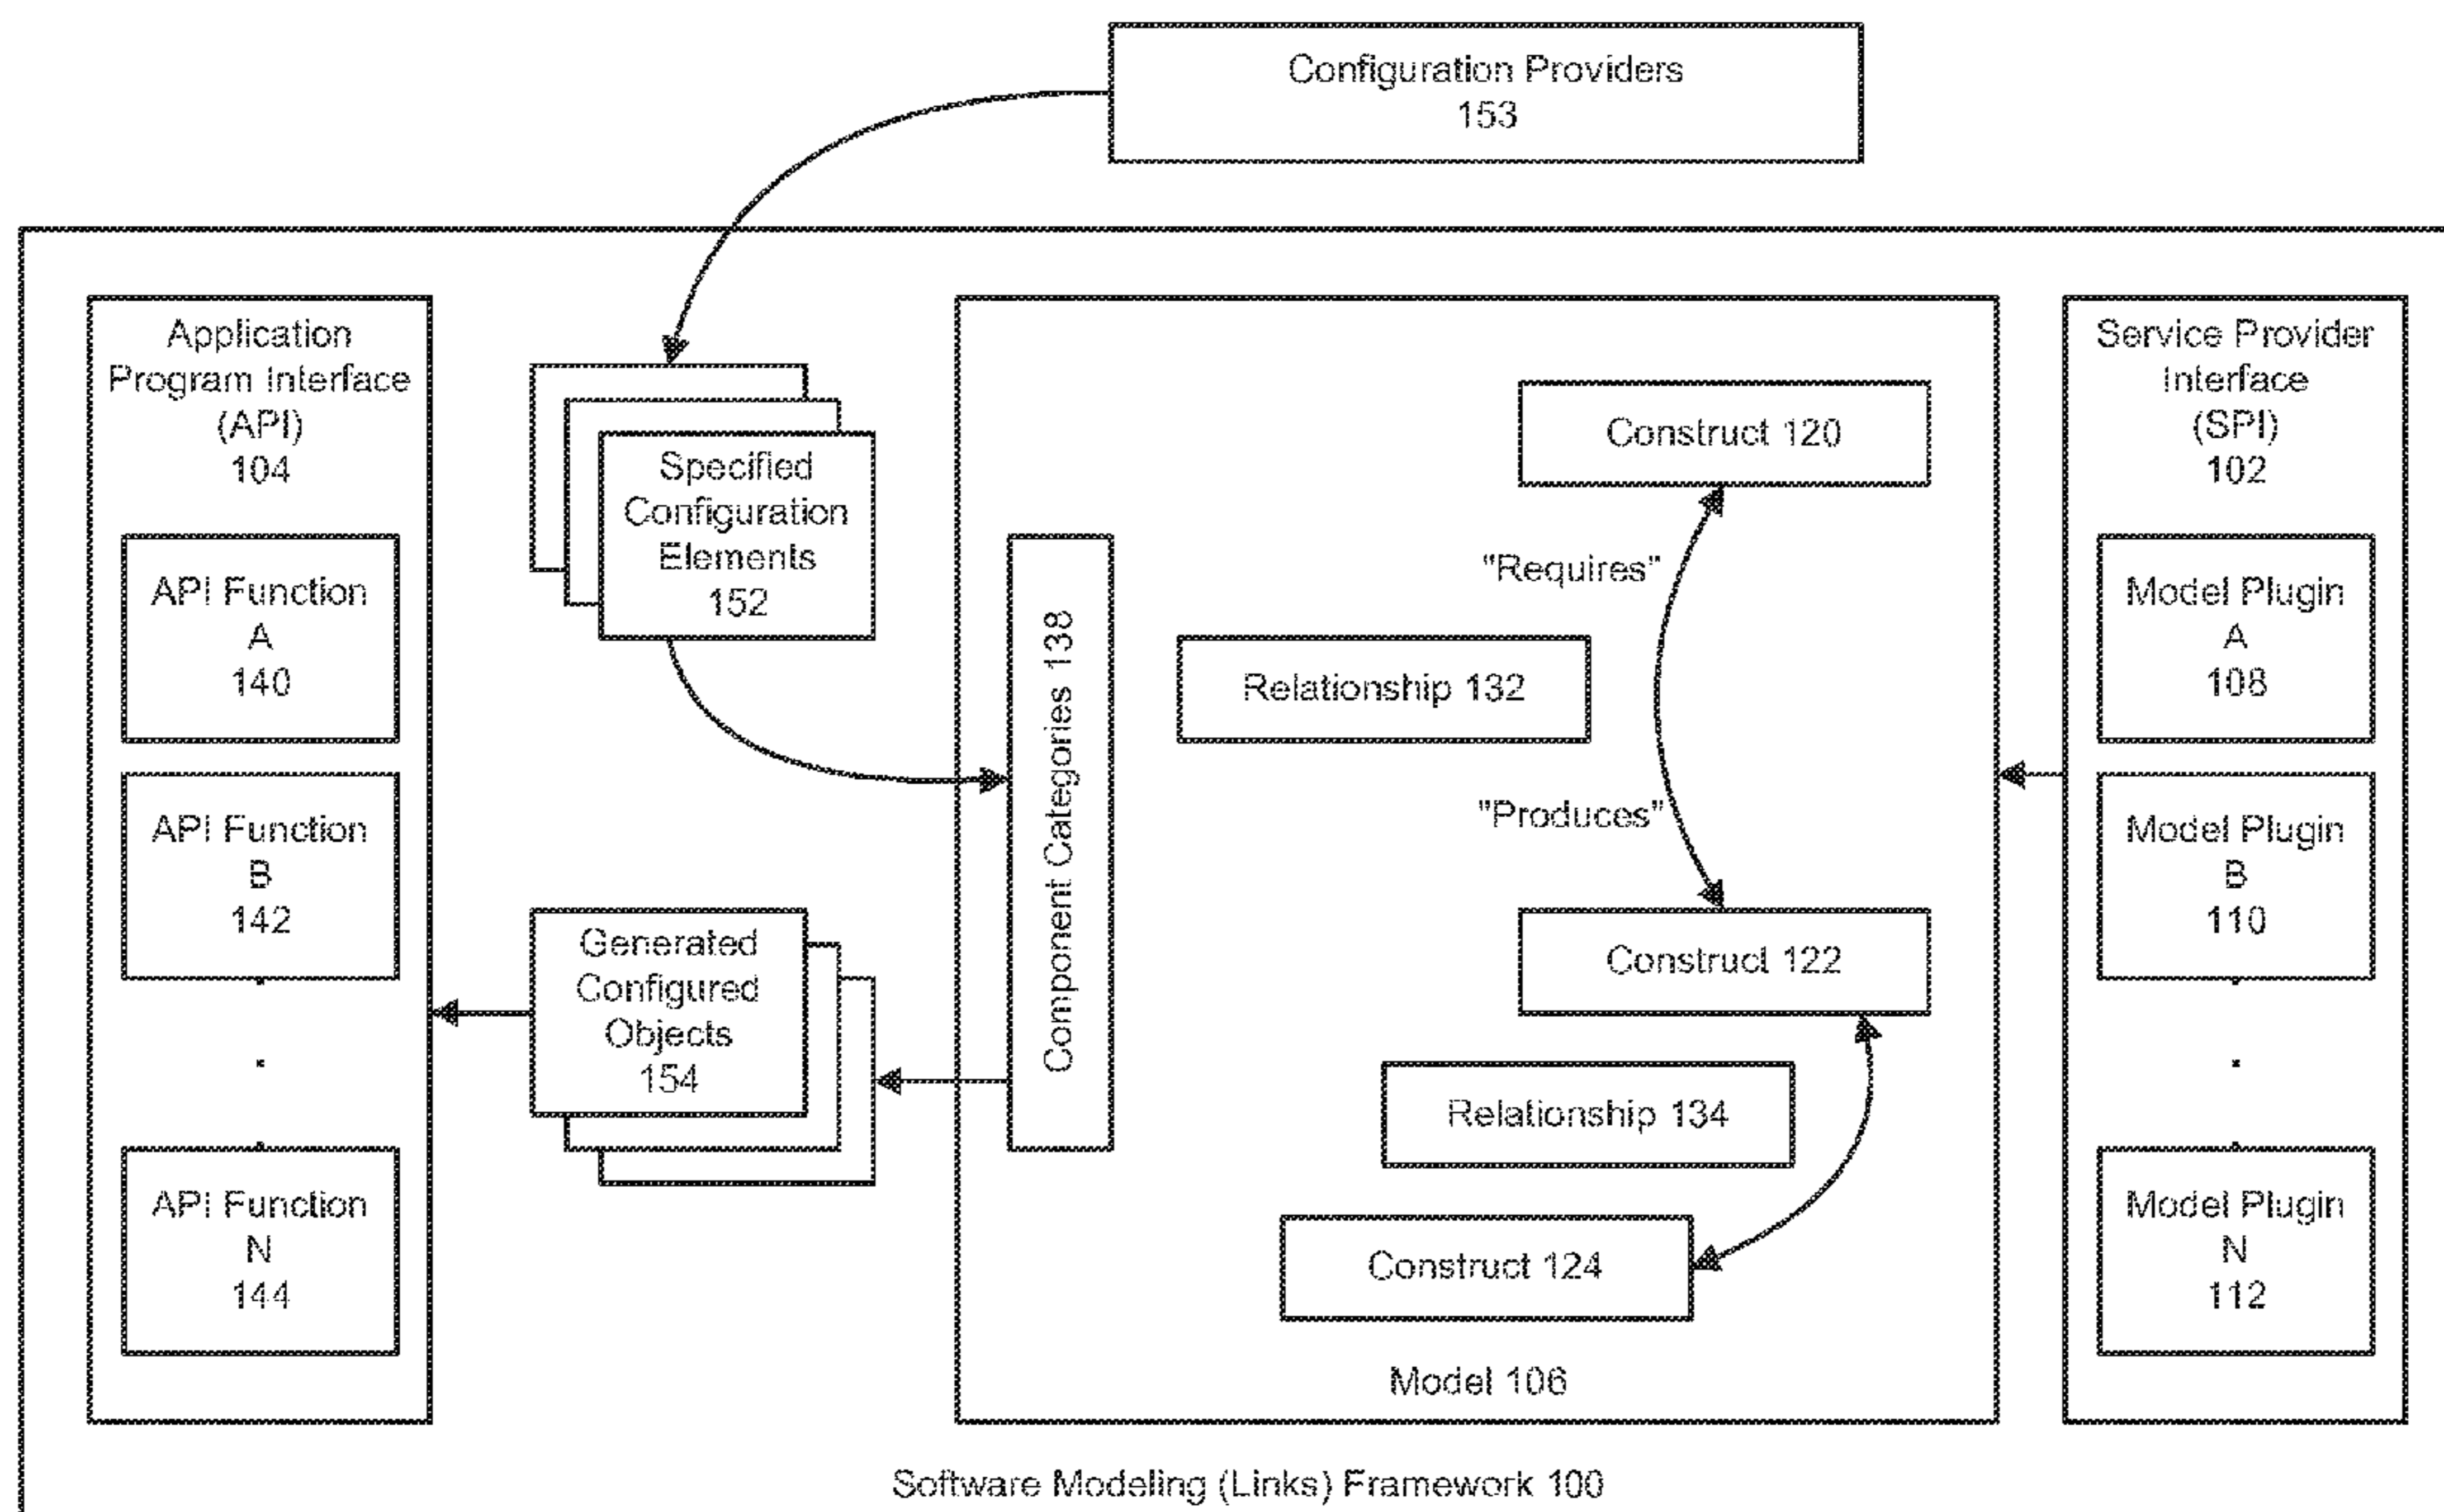 Configuration Providers
153
Application
Program Interface
(API)
104
API Function
A
140
API Function
B
142
API Function
N
144
Specified
Configuration
Elements
152
Generated
Configured
Objects
154
Component Categories 138
Construct 120
"Requires"
Relationship 132
"Produces"
Construct 122
Relationship 134
Construct 124
Model 106
Service Provider
Interface
(SPI)
102
Model Plugin
A
108
Model Plugin
B
110
Model Plugin
N
112
Software Modeling (Links) Framework 100